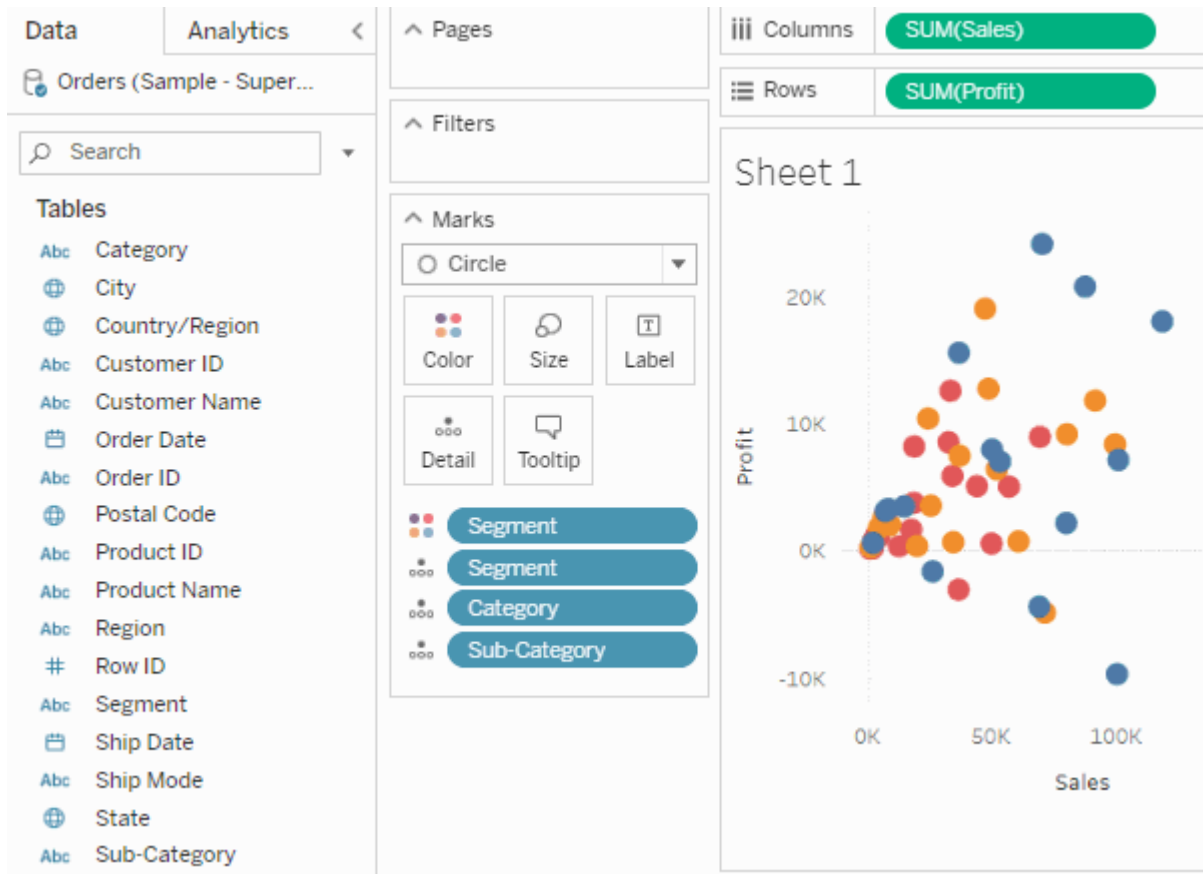 Data
Analytics
Orders (Sample - Super...
Search
Tables
Abc Category
City
Country/Region
Abc Customer ID
Abc Customer Name
Order Date
Abc Order ID
Postal Code
Abc Product ID
Abc Product Name
Abc Region
# Row ID
Abc Segment
Ship Date
Abc Ship Mode
State
Abc Sub-Category
Pages
Filters
Marks
Circle
Color
Size
T
Label
Detail
Tooltip
Segment
Segment
Category
Sub-Category
Columns
SUM(Sales)
Rows
SUM(Profit)
Sheet 1
Profit
20K
10K
0K
-10K
0K
50K
100K
Sales